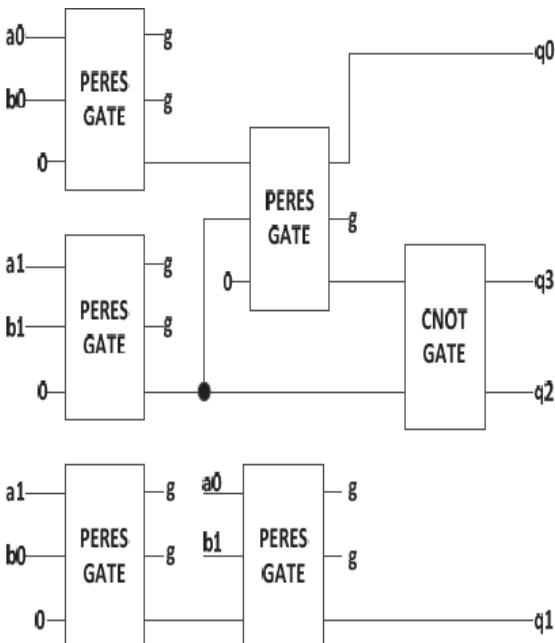 a0
g
PERES
GATE
b0
g
0
q0
PERES
GATE
g
0
a1
g
PERES
GATE
b1
g
0
CNOT
GATE
q3
q2
a1
g
PERES
GATE
b0
g
0
a0
g
PERES
GATE
b1
g
q1